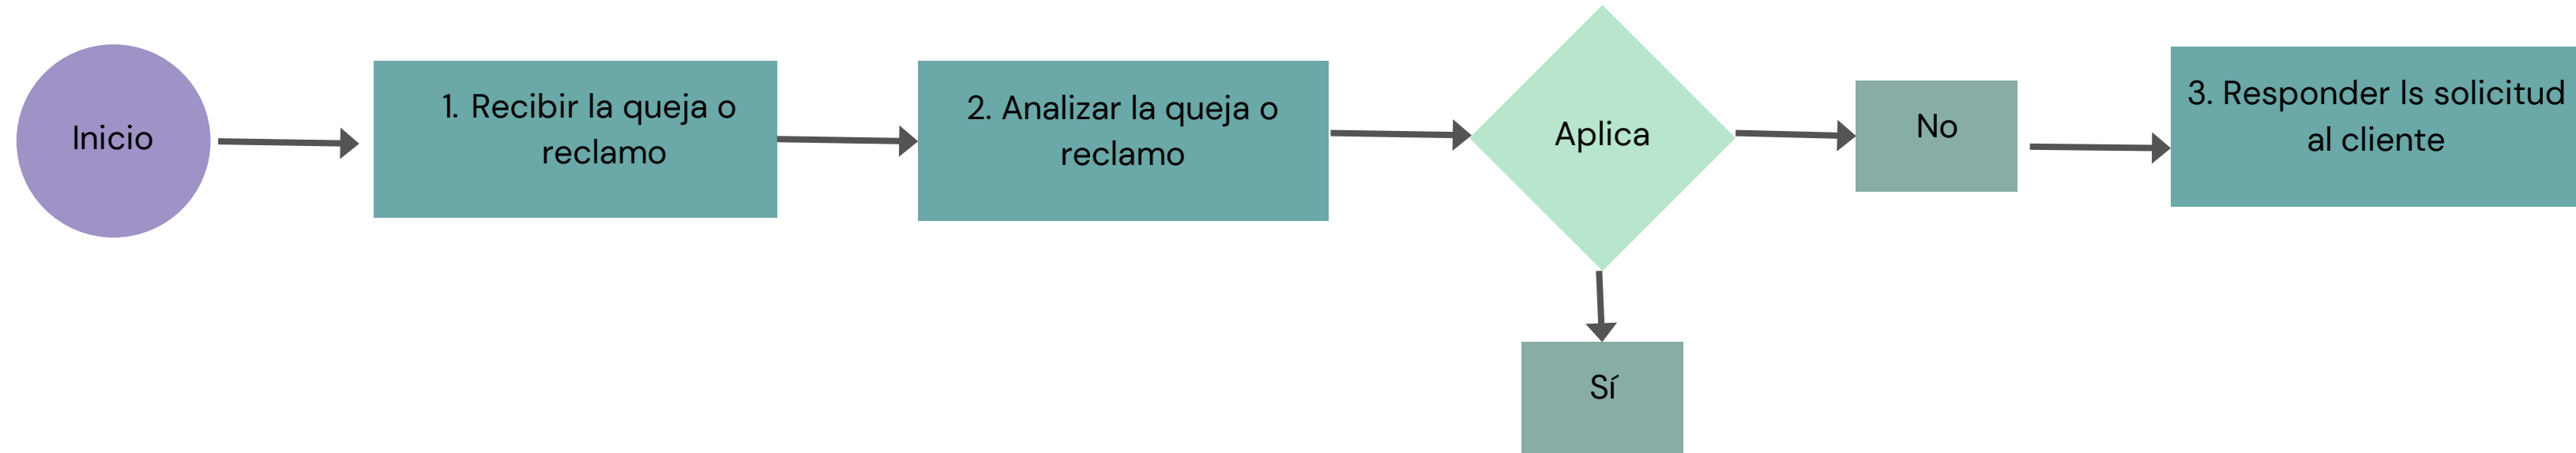 Inicio
1. Recibir la queja o
reclamo
2. Analizar la queja o
reclamo
Aplica
No
3. Responder ls solicitud
al cliente
Sí